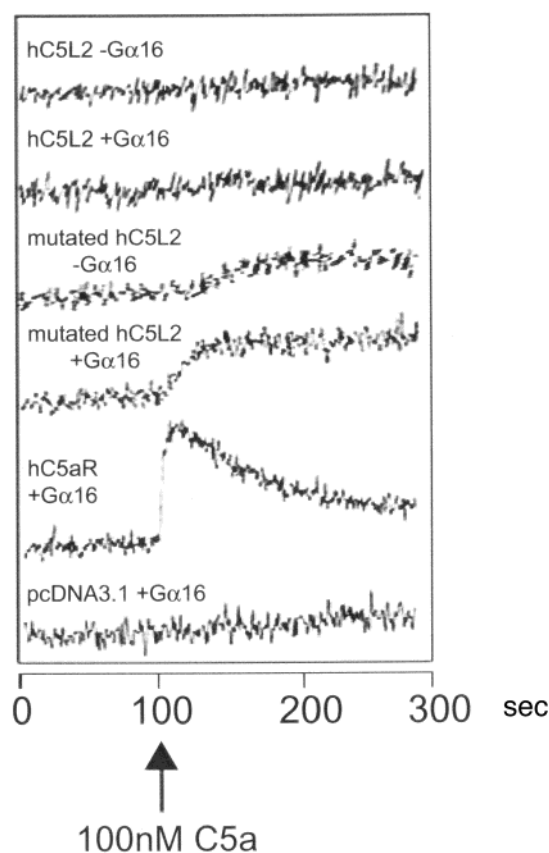 hC5L2 -Gα16
hC5L2 +Gα16
mutated hC5L2
-Gα16
mutated hC5L2
+Gα16
hC5aR
+Gα16
pcDNA3.1 +Gα16
0 100 200 300 sec
100nM C5a